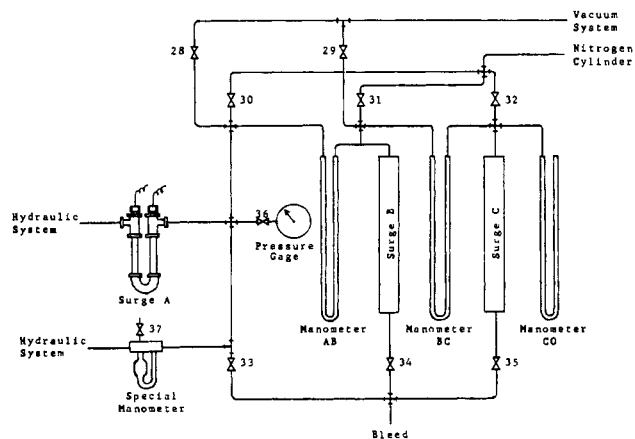 Vacuum
System
28
29
Nitrogen
Cylinder
30
31
32
Hydraulic
System
36
Pressure
Gage
Surge B
Surge C
Surge A
37
Manometer
AB
Manometer
BC
Manometer
CO
Hydraulic
System
33
34
35
Special
Manometer
Bleed